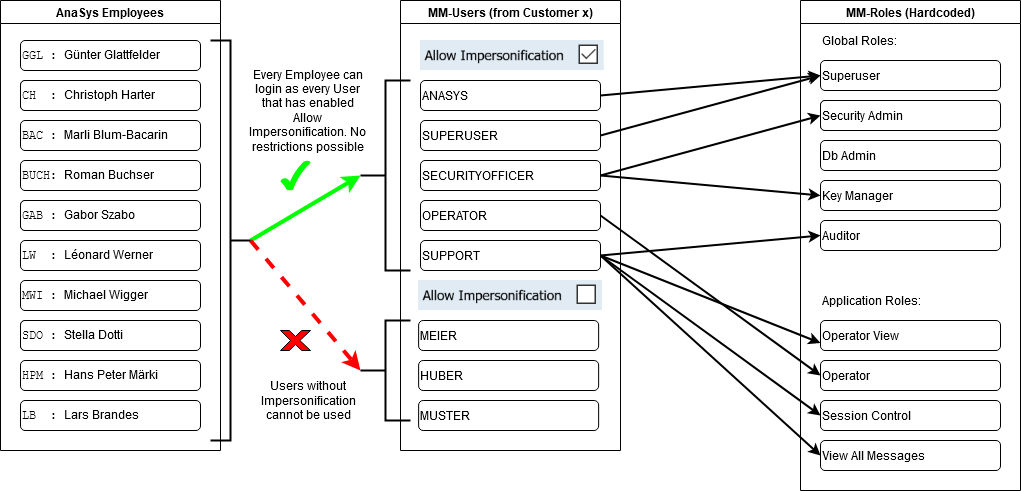 AnaSys Employees
GGL : Günter Glattfelder
CH : Christoph Harter
BAC : Marli Blum-Bacarin
BUCH: Roman Buchser
GAB : Gabor Szabo
LW : Léonard Werner
MWI : Michael Wigger
SDO : Stella Dotti
HPM : Hans Peter Märki
LB : Lars Brandes
Every Employee can
login as every User
that has enabled
Allow
Impersonification. No
restrictions possible
Users without
Impersonification
cannot be used
MM-Users (from Customer x)
Allow Impersonification
ANASYS
SUPERUSER
SECURITYOFFICER
OPERATOR
SUPPORT
Allow Impersonification
MEIER
HUBER
MUSTER
MM-Roles (Hardcoded)
Global Roles:
Superuser
Security Admin
Db Admin
Key Manager
Auditor
Application Roles:
Operator View
Operator
Session Control
View All Messages